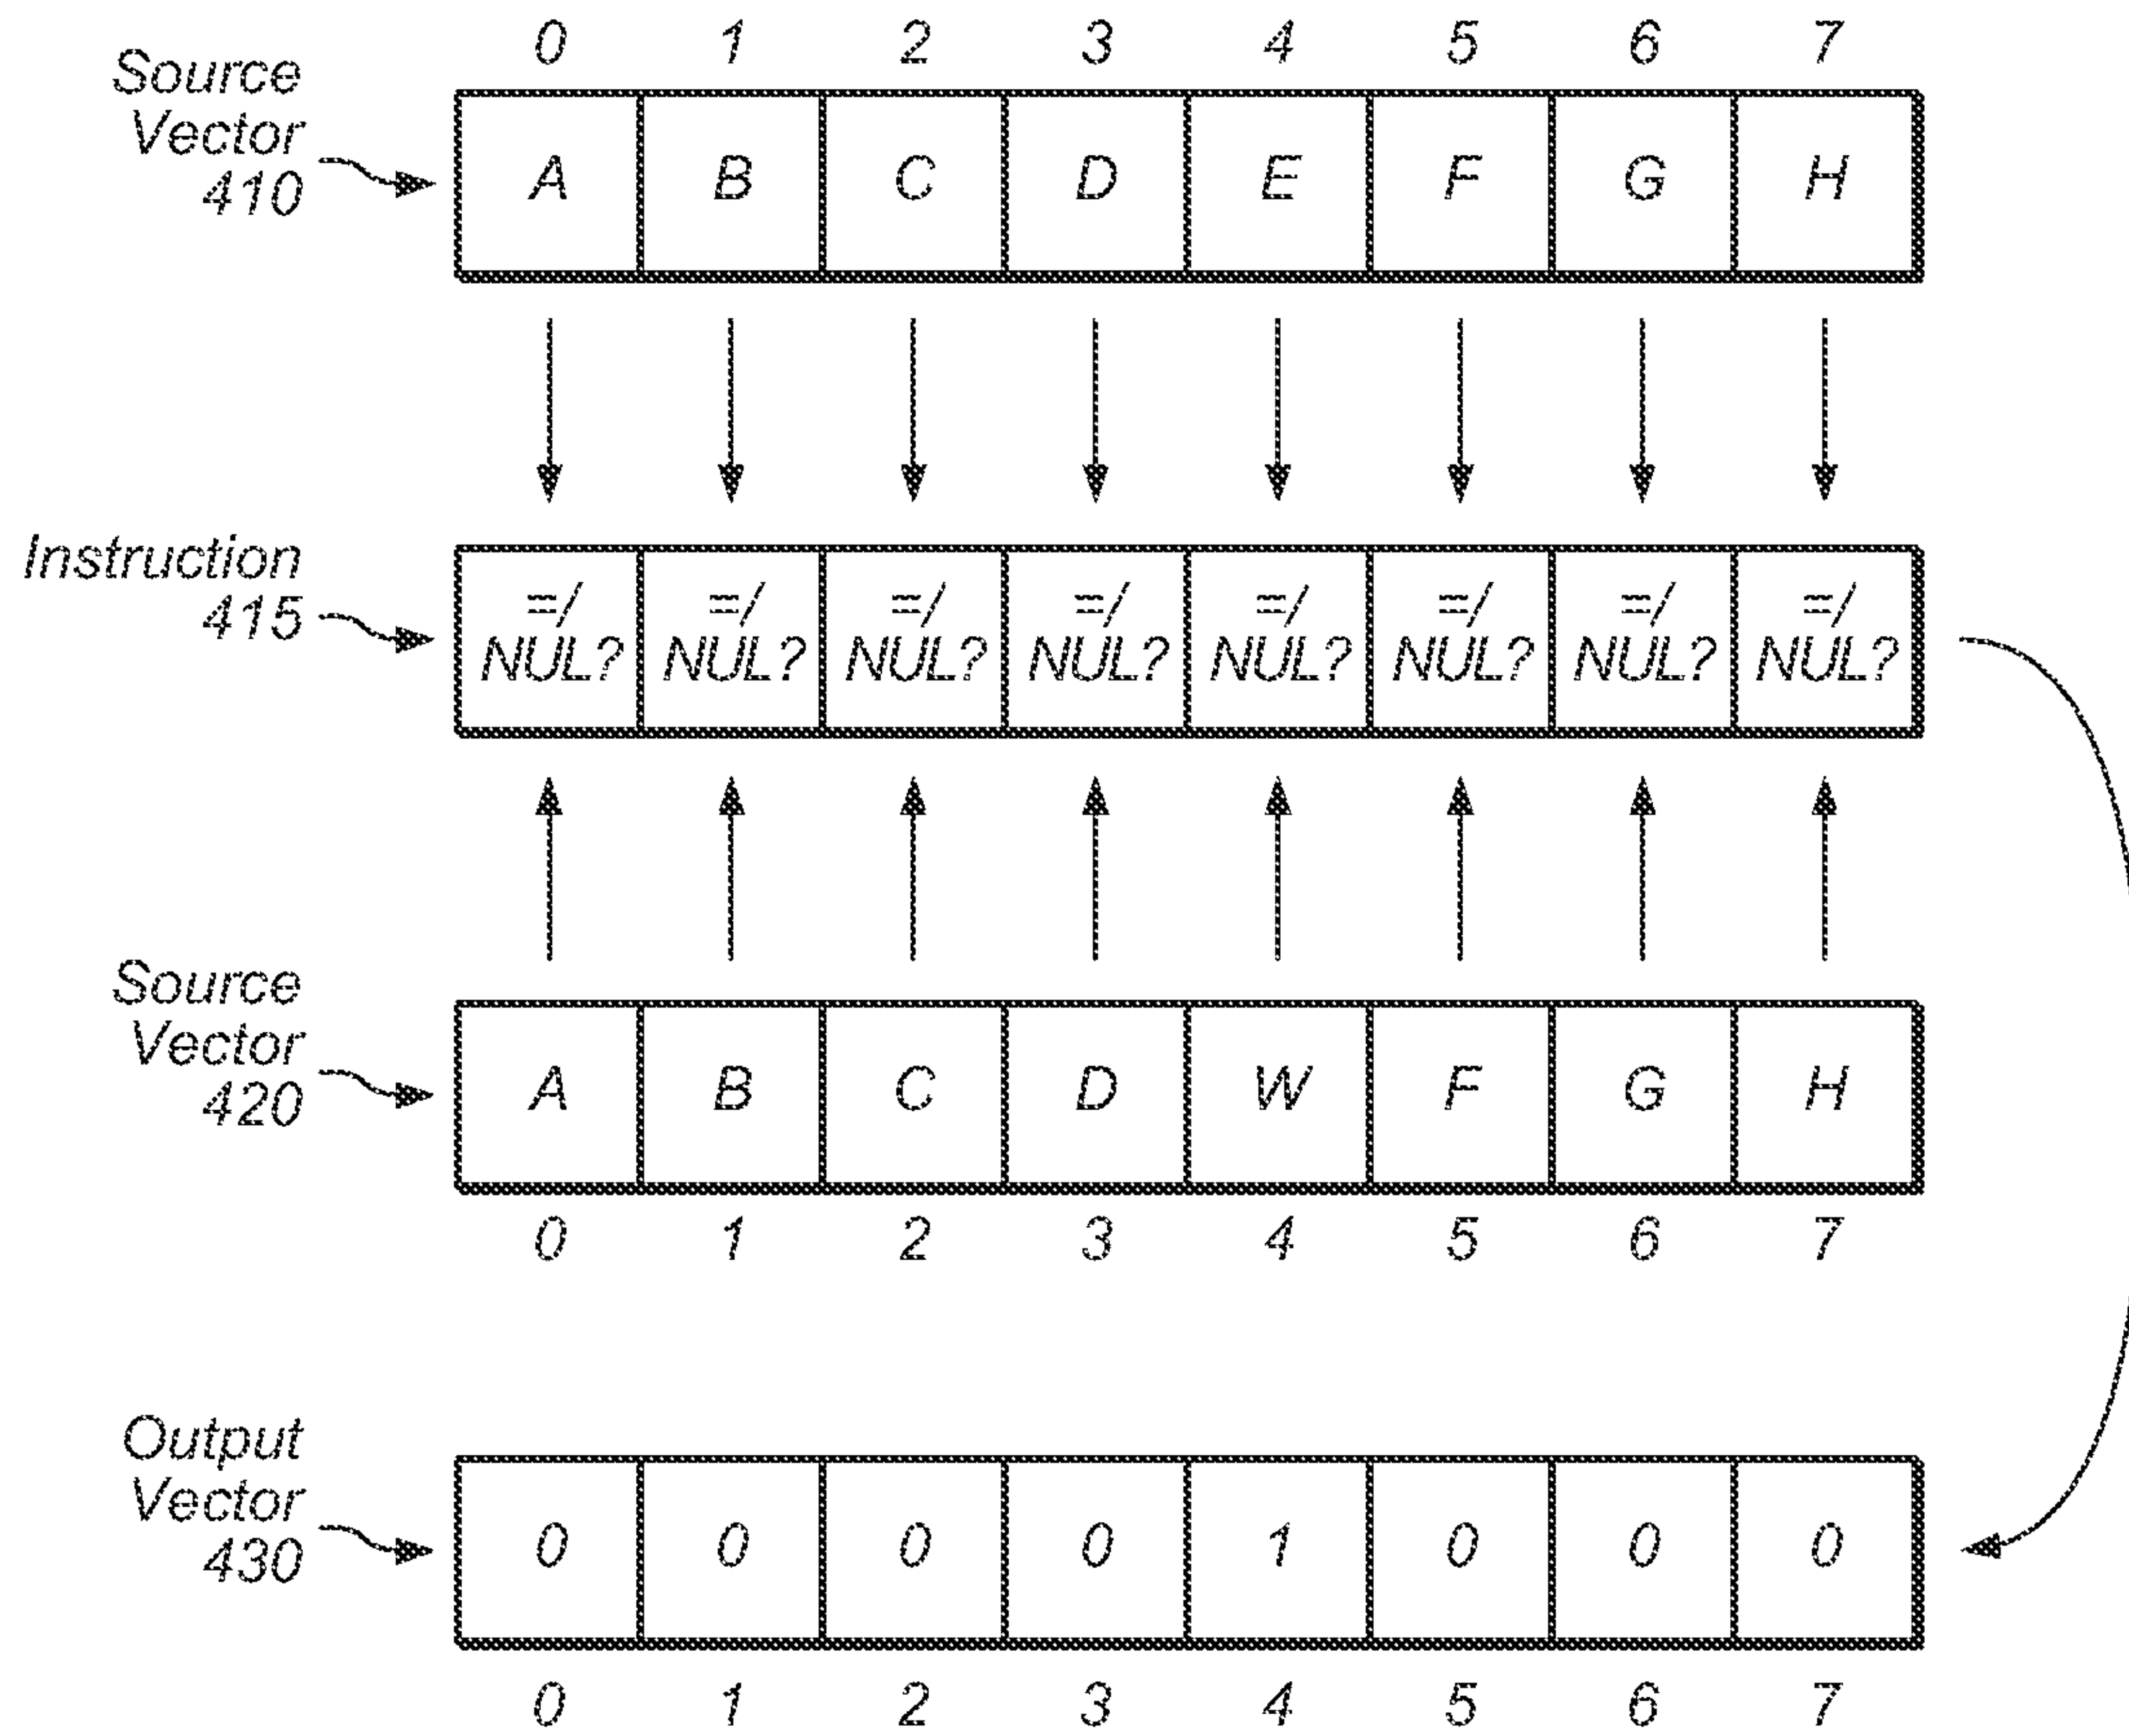 0 1 2 3 4 5 6 7
Source
Vector
410
A B C D E F G H
Instruction
415
=/ =/ =/ =/ =/ =/ =/ =/
NUL? NUL? NUL? NUL? NUL? NUL? NUL? NUL?
Source
Vector
420
A B C D W F G H
0 1 2 3 4 5 6 7
Output
Vector
430
0 0 0 0 1 0 0 0
0 1 2 3 4 5 6 7